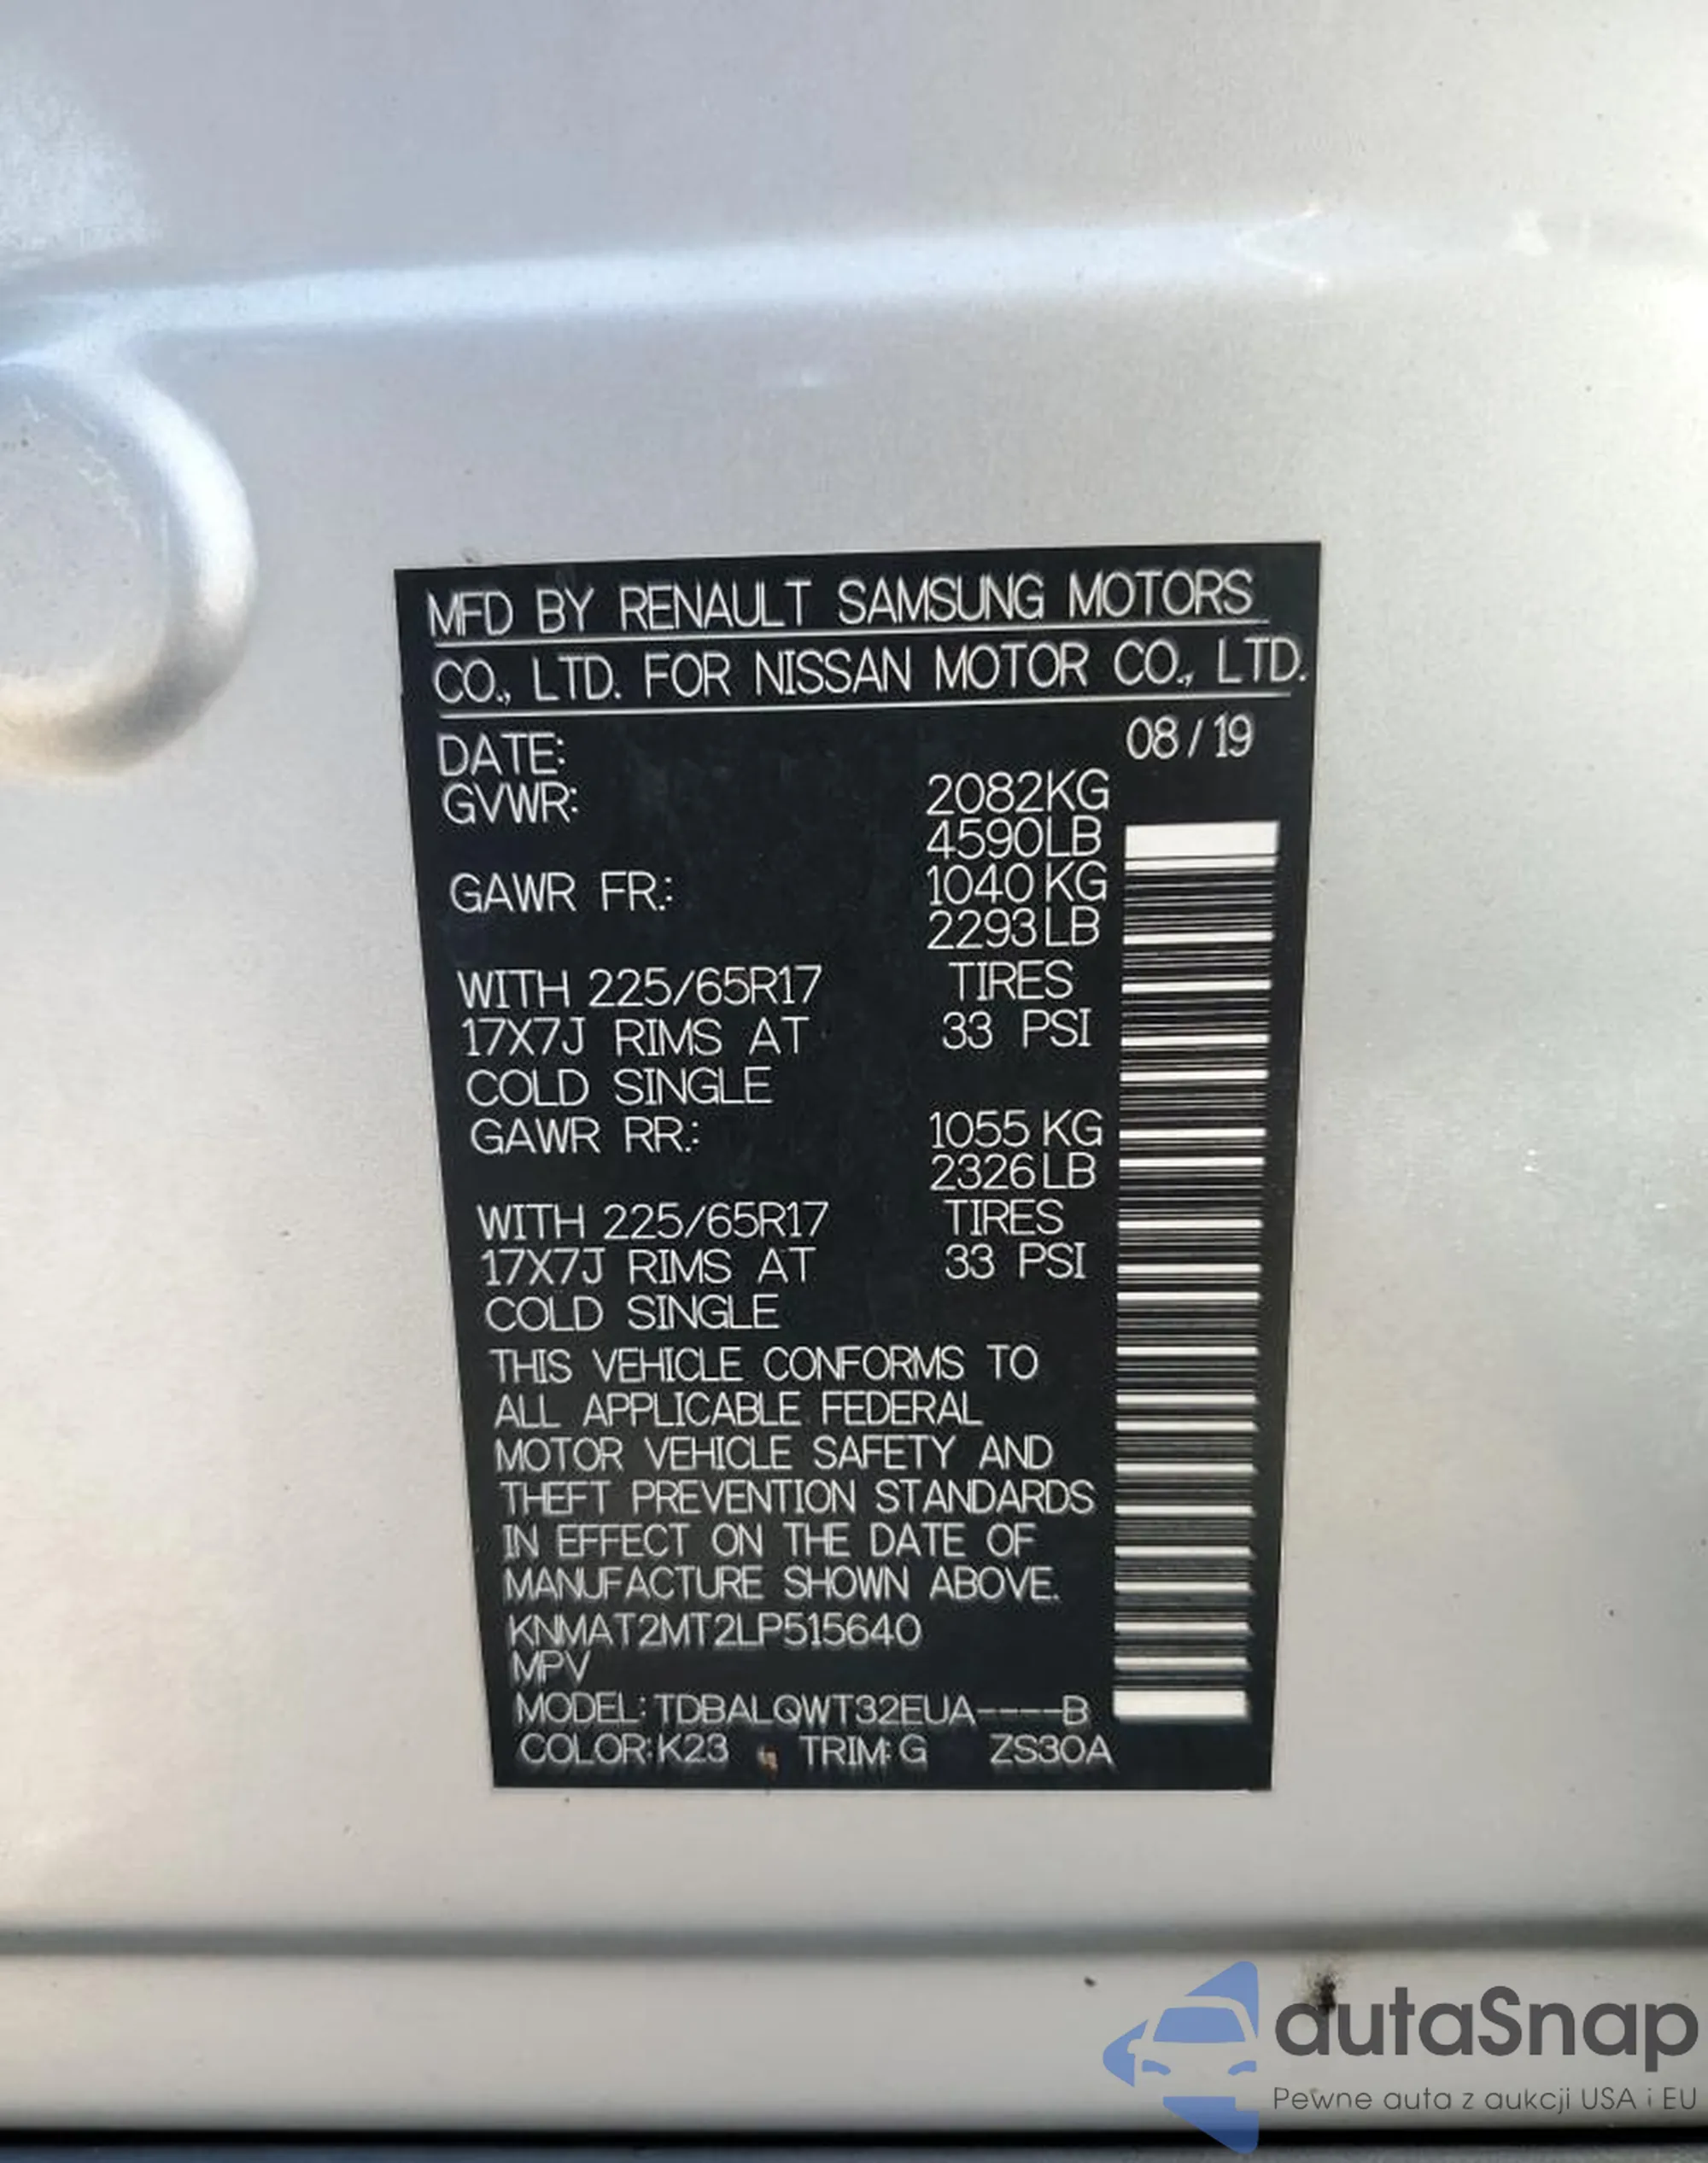 MFD BY RENAULT SAMSUNG MOTORS
CO., LTD. FOR NISSAN MOTOR CO., LTD.
DATE: 08 / 19
GVWR: 2082KG
4590LB
GAWR FR.: 1040 KG
2293LB
WITH 225/65R17 TIRES
17X7J RIMS AT 33 PSI
COLD SINGLE
GAWR RR.: 1055 KG
2326LB
WITH 225/65R17 TIRES
17X7J RIMS AT 33 PSI
COLD SINGLE
THIS VEHICLE CONFORMS TO
ALL APPLICABLE FEDERAL
MOTOR VEHICLE SAFETY AND
THEFT PREVENTION STANDARDS
IN EFFECT ON THE DATE OF
MANUFACTURE SHOWN ABOVE.
KNMAT2MT2LP515640
MPV
MODEL: TDBALQWT32EUA----B
COLOR: K23 TRIM: G ZS30A
autaSnap
Pewne auta z aukcji USA i EU